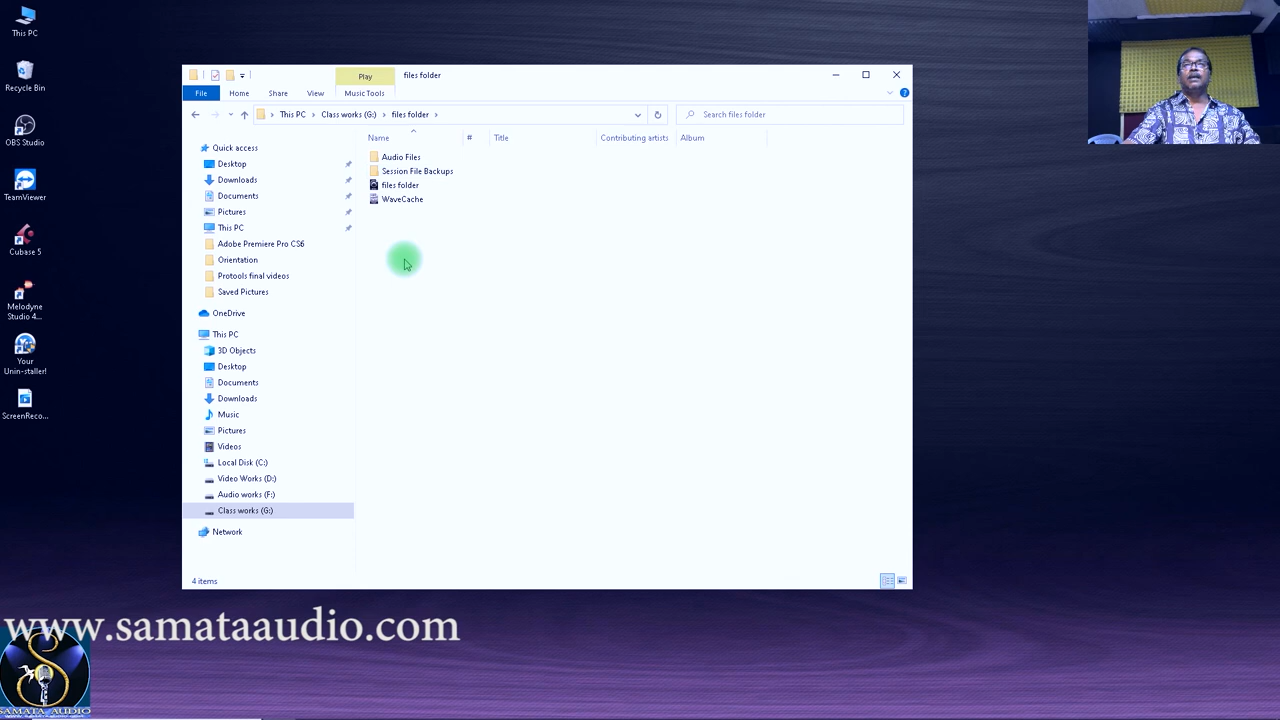 This PC
Recycle Bin
OBS Studio
TeamViewer
Cubase 5
Melodyne
Studio 4...
Your
Unin-staller!
ScreenReco...
Play
files folder
File
Home
Share
View
Music Tools
This PC
Class works (G:)
files folder
Search files folder
Name
#
Title
Contributing artists
Album
Quick access
Desktop
Downloads
Documents
Pictures
This PC
Adobe Premiere Pro CS6
Orientation
Protools final videos
Saved Pictures
OneDrive
This PC
3D Objects
Desktop
Documents
Downloads
Music
Pictures
Videos
Local Disk (C:)
Video Works (D:)
Audio works (F:)
Class works (G:)
Network
Audio Files
Session File Backups
files folder
WaveCache
4 items
www.samataaudio.com
SAMATA AUDIO